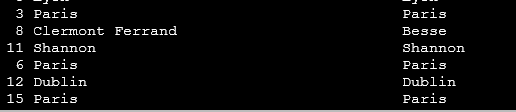 3 Paris Paris
8 Clermont Ferrand Besse
11 Shannon Shannon
6 Paris Paris
12 Dublin Dublin
15 Paris Paris